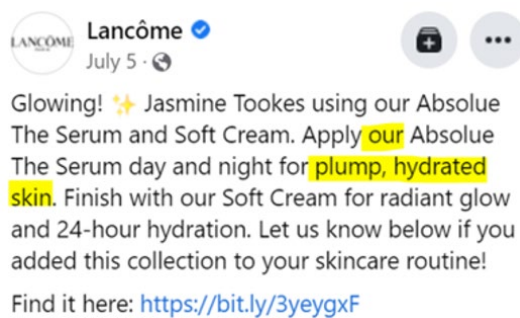 LANCÔME
Lancôme
July 5 ·
Glowing! ✨ Jasmine Tookes using our Absolue
The Serum and Soft Cream. Apply our Absolue
The Serum day and night for plump, hydrated
skin. Finish with our Soft Cream for radiant glow
and 24-hour hydration. Let us know below if you
added this collection to your skincare routine!
Find it here: https://bit.ly/3yeygxF